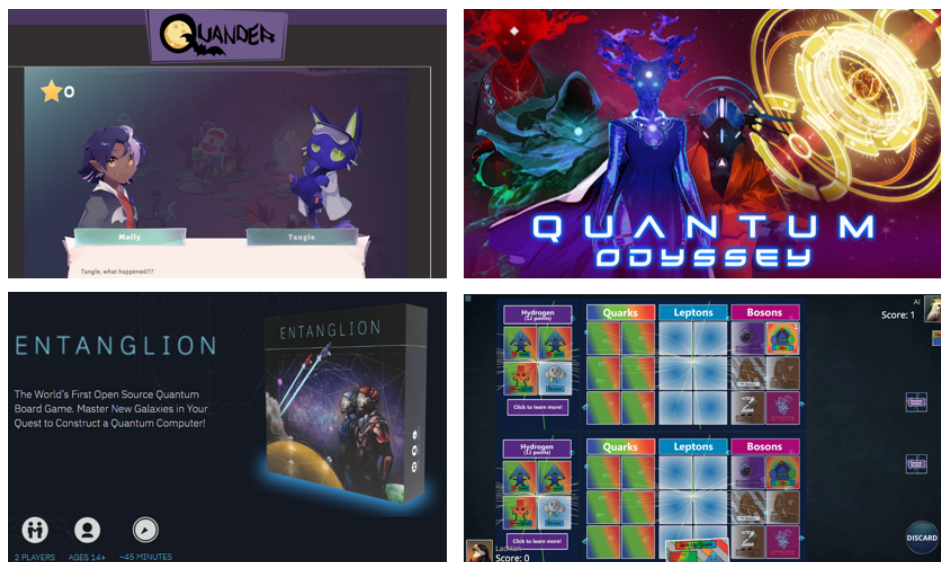 QUANDER
0
Molly
Tangle
Tangle, what happened?!?
QUANTUM
ODYSSEY
ENTANGLION
The World's First Open Source Quantum
Board Game. Master New Galaxies in Your
Quest to Construct a Quantum Computer!
ENTANGLION
2 PLAYERS
AGES 14+
~45 MINUTES
AI
Score: 1
Hydrogen
(12 points)
Quarks
Leptons
Bosons
Click to learn more!
Hydrogen
(12 points)
Quarks
Leptons
Bosons
Click to learn more!
DISCARD
Lachlan
Score: 0